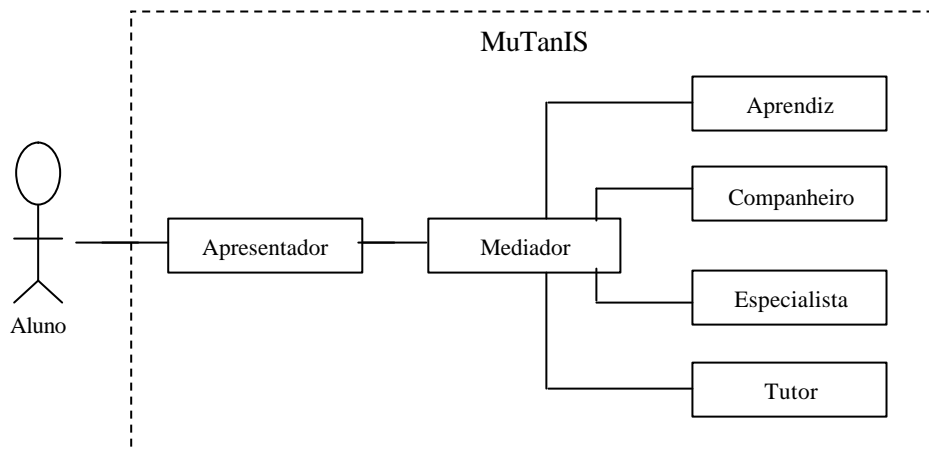 MuTanIS
Aprendiz
Companheiro
Apresentador
Mediador
Especialista
Aluno
Tutor